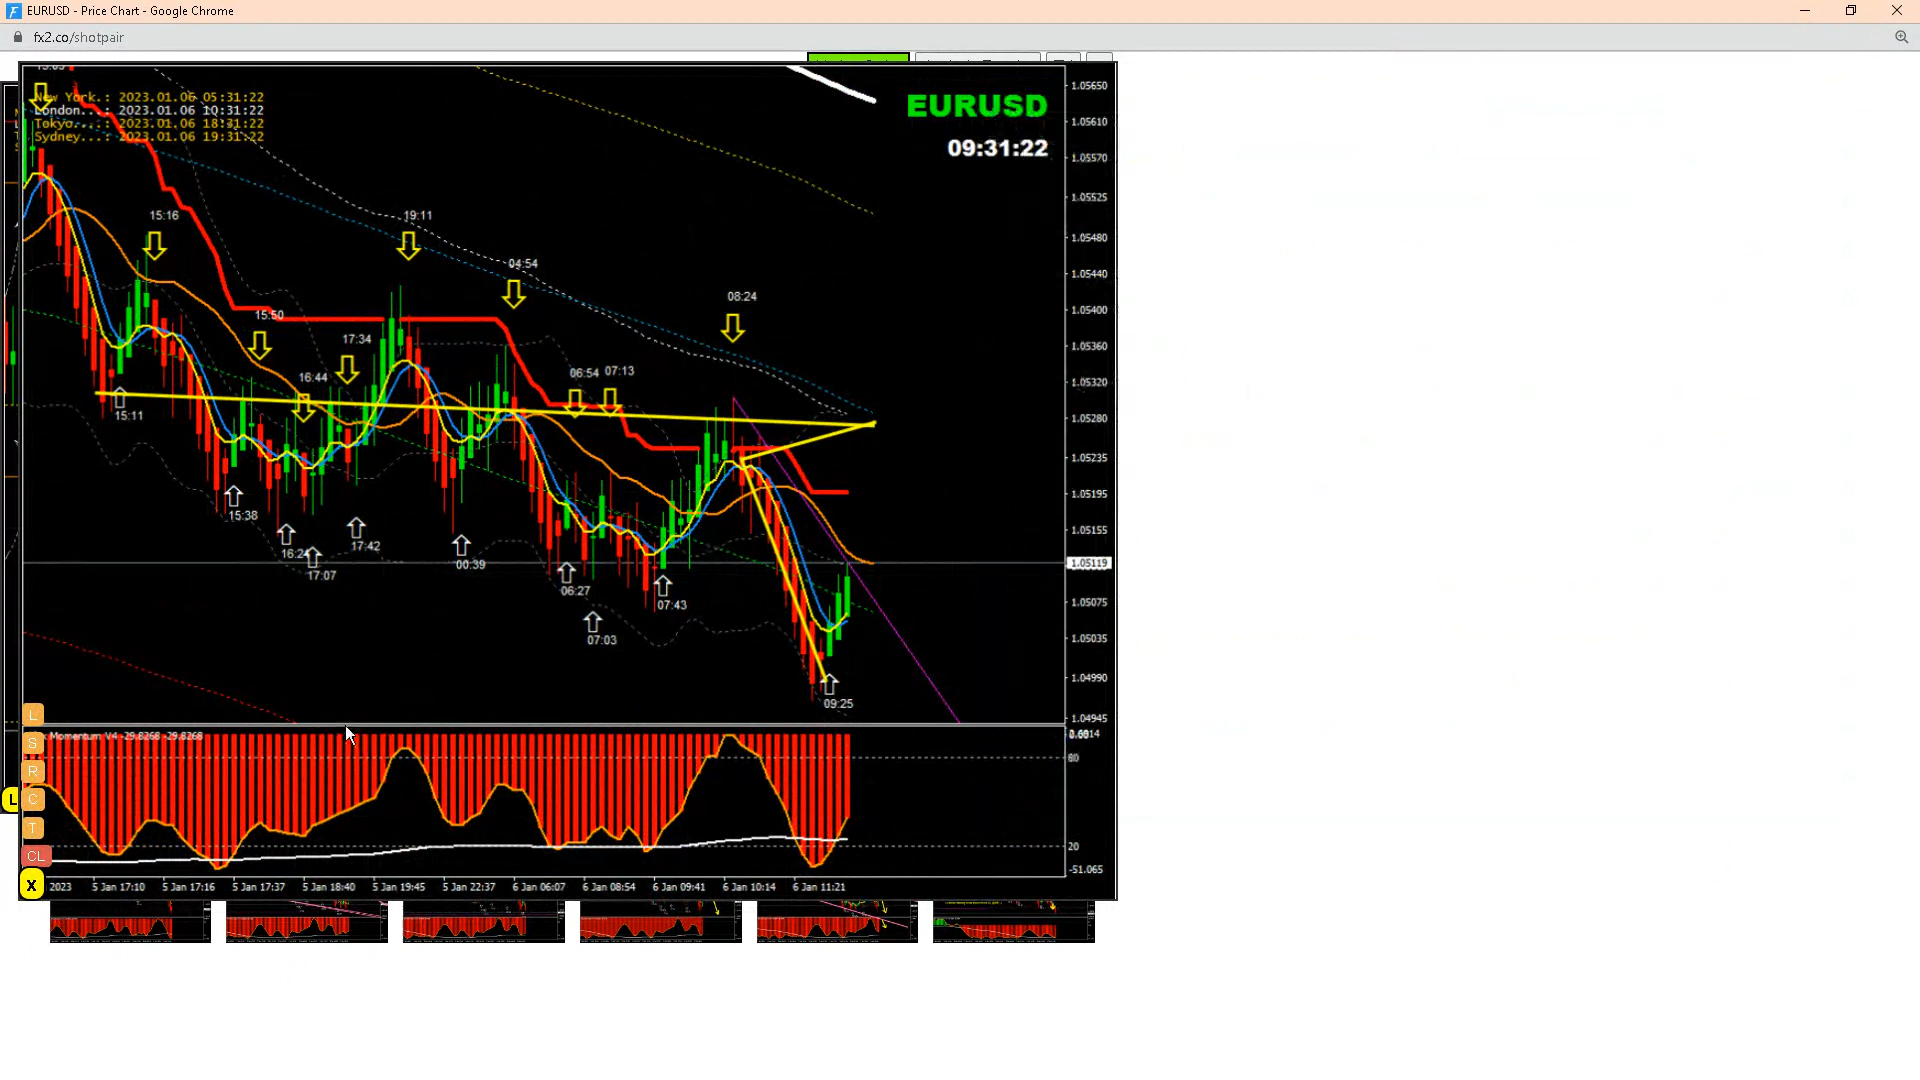 EURUSD - Price Chart - Google Chrome
fx2.co/shotpair
New York.: 2023.01.06 05:31:22
London...: 2023.01.06 10:31:22
Tokyo....: 2023.01.06 18:31:22
Sydney...: 2023.01.06 19:31:22
EURUSD
09:31:22
1.05650
1.05610
1.05570
1.05525
1.05480
1.05440
1.05400
1.05360
1.05320
1.05280
1.05235
1.05195
1.05155
1.05119
1.05075
1.05035
1.04990
1.04945
15:16
19:11
04:54
08:24
15:50
17:34
16:44
06:54 07:13
15:11
15:38
16:24
17:07
17:42
00:39
06:27
07:03
07:43
09:25
L
S
R
C
T
CL
X
L
Momentum V4 -29.8268 -29.8268
80
20
-51.065
2023 5 Jan 17:10 5 Jan 17:16 5 Jan 17:37 5 Jan 18:40 5 Jan 19:45 5 Jan 22:37 6 Jan 06:07 6 Jan 08:54 6 Jan 09:41 6 Jan 10:14 6 Jan 11:21